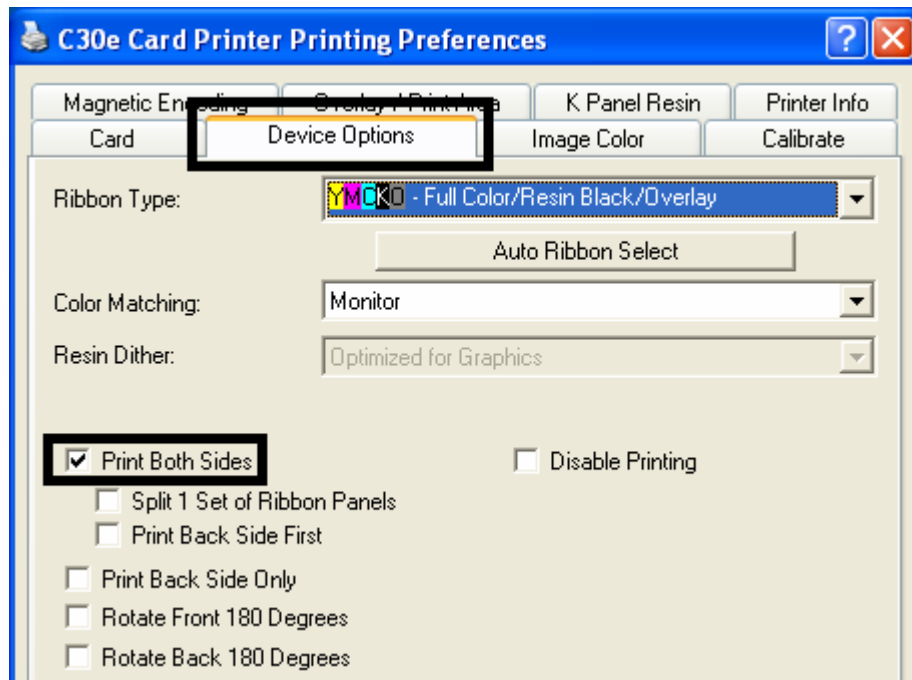 C30e Card Printer Printing Preferences
Magnetic Encoding Overlay / Print Area K Panel Resin Printer Info
Card Device Options Image Color Calibrate
Ribbon Type: YMCKO - Full Color/Resin Black/Overlay
Auto Ribbon Select
Color Matching: Monitor
Resin Dither: Optimized for Graphics
Print Both Sides Disable Printing
Split 1 Set of Ribbon Panels
Print Back Side First
Print Back Side Only
Rotate Front 180 Degrees
Rotate Back 180 Degrees